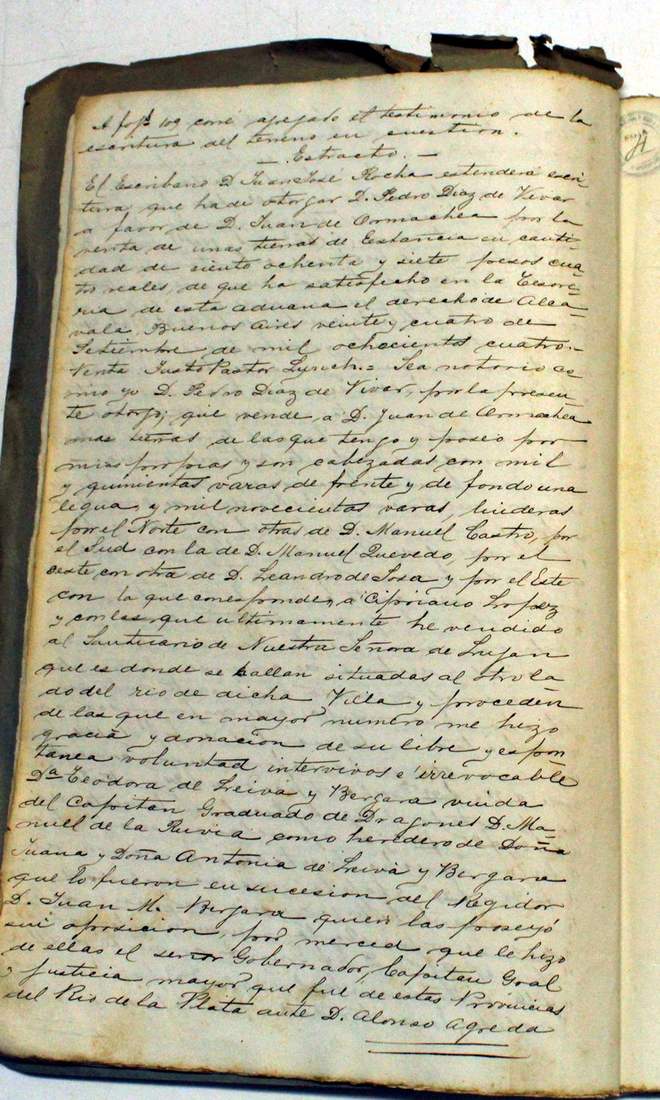 A foj.ª 109 corre agregado el testimonio de la
escritura del terreno en cuestion.
— Estracto. —
El Escribano D. Juan José Rocha estenderá escri-
tura que ha de otorgar D. Pedro Diaz de Vivar
a favor de D. Juan de Ormachea por la
venta de unas tierras de Estancia en canti-
dad de siento ochenta y siete pesos cua-
tro reales de que ha satisfecho en la Tesore-
ria de esta aduana el derecho de Alca-
vala, Buenos Aires veinte y cuatro de
Setiembre de mil ochocientos cuatro.-
Venta Justo Pastor Lynch.= Sea notorio co-
mo yo D. Pedro Diaz de Vivar, por la presen-
te otorgo; que vende, a D. Juan de Ormachea
unas tierras de las que tengo y poseo por
mias propias y son cabezadas con mil
y quinientas varas de frente y de fondo una
legua y mil novecientas varas, linderas
por el Norte con otras de D. Manuel Castro, por
el Sud con la de D. Manuel Quevedo, por el
oeste con otra de D. Leandro de Sosa y por el Este
con la que corresponde, a Cipriano Lopez
y con las que ultimamente he vendido
al Santuario de Nuestra Señora de Lujan
que es donde se hallan situadas al otro la
do del rio de dicha Villa y proceden
de las que en mayor numero me hizo
gracia y donacion de su libre y espon
tanea voluntad intervivos e irrevocable
Dª Teodora de Leiva y Bergara viuda
del Capitan Graduado de Dragones D. Ma-
nuel de la Ruvia como heredero de Doña
Juana y Doña Antonia de Leiva y Bergara
que lo fueron en sucesion del Regidor
D. Juan M. Bergara quien las poseyó
sin oposicion, por merced que le hizo
de ellas el señor Gobernador, Capitan Gral
y justicia mayor que fue de estas Provincias
del Rio de la Plata ante D. Alonso Agreda